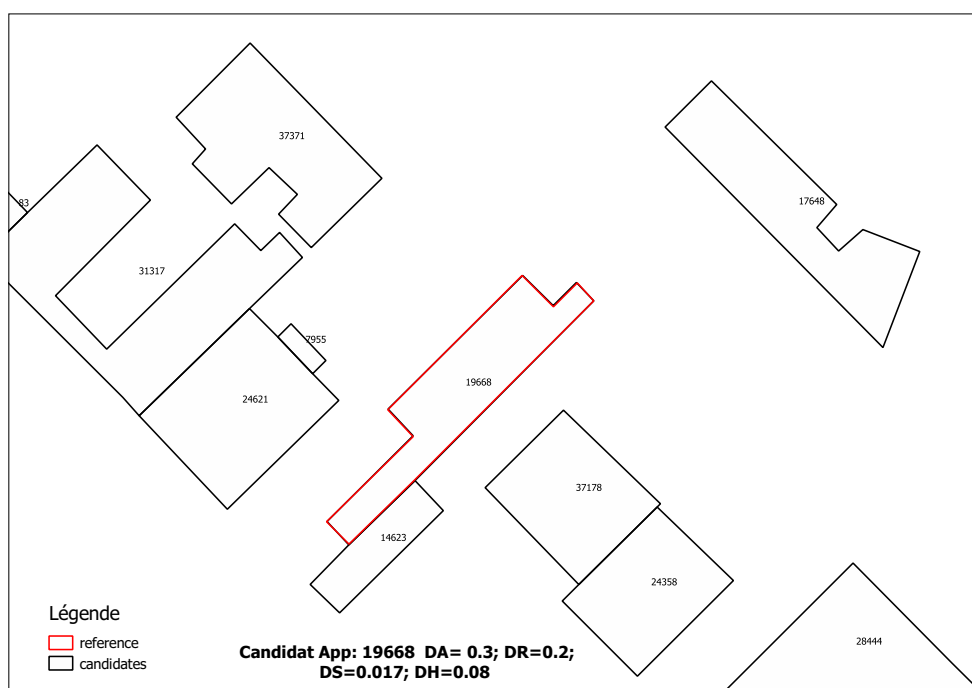 37371
83
17648
31317
7955
19668
24621
37178
14623
24358
28444
Légende
reference
candidates
Candidat App: 19668 DA= 0.3; DR=0.2;
DS=0.017; DH=0.08